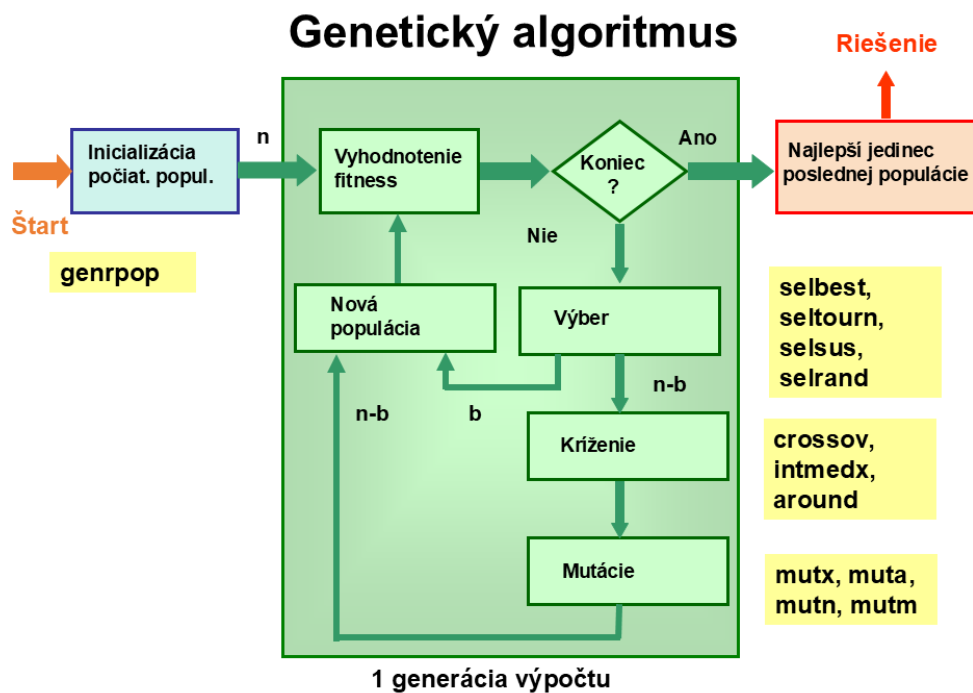 Genetický algoritmus
Riešenie
Štart
Inicializácia
počiat. popul.
n
Vyhodnotenie
fitness
Koniec
?
Ano
Najlepší jedinec
poslednej populácie
Nie
genrpop
Nová
populácia
Výber
selbest,
seltourn,
selsus,
selrand
n-b
b
n-b
Kríženie
crossov,
intmedx,
around
Mutácie
mutx, muta,
mutn, mutm
1 generácia výpočtu